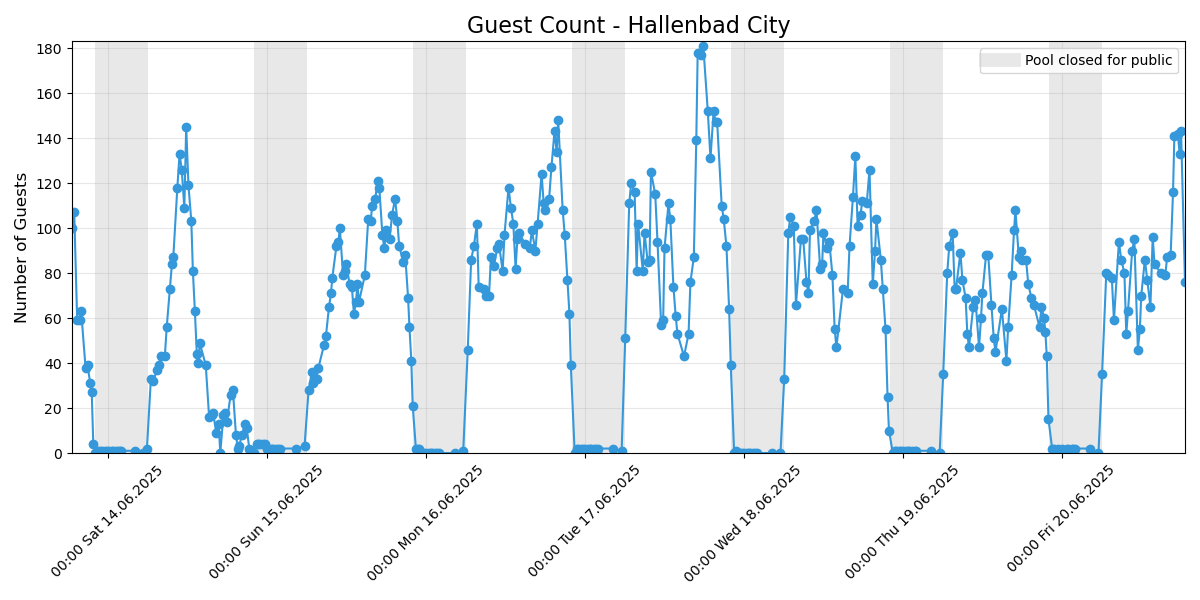 Guest Count - Hallenbad City
Pool closed for public
Number of Guests
180
160
140
120
100
80
60
40
20
0
00:00 Sat 14.06.2025
00:00 Sun 15.06.2025
00:00 Mon 16.06.2025
00:00 Tue 17.06.2025
00:00 Wed 18.06.2025
00:00 Thu 19.06.2025
00:00 Fri 20.06.2025